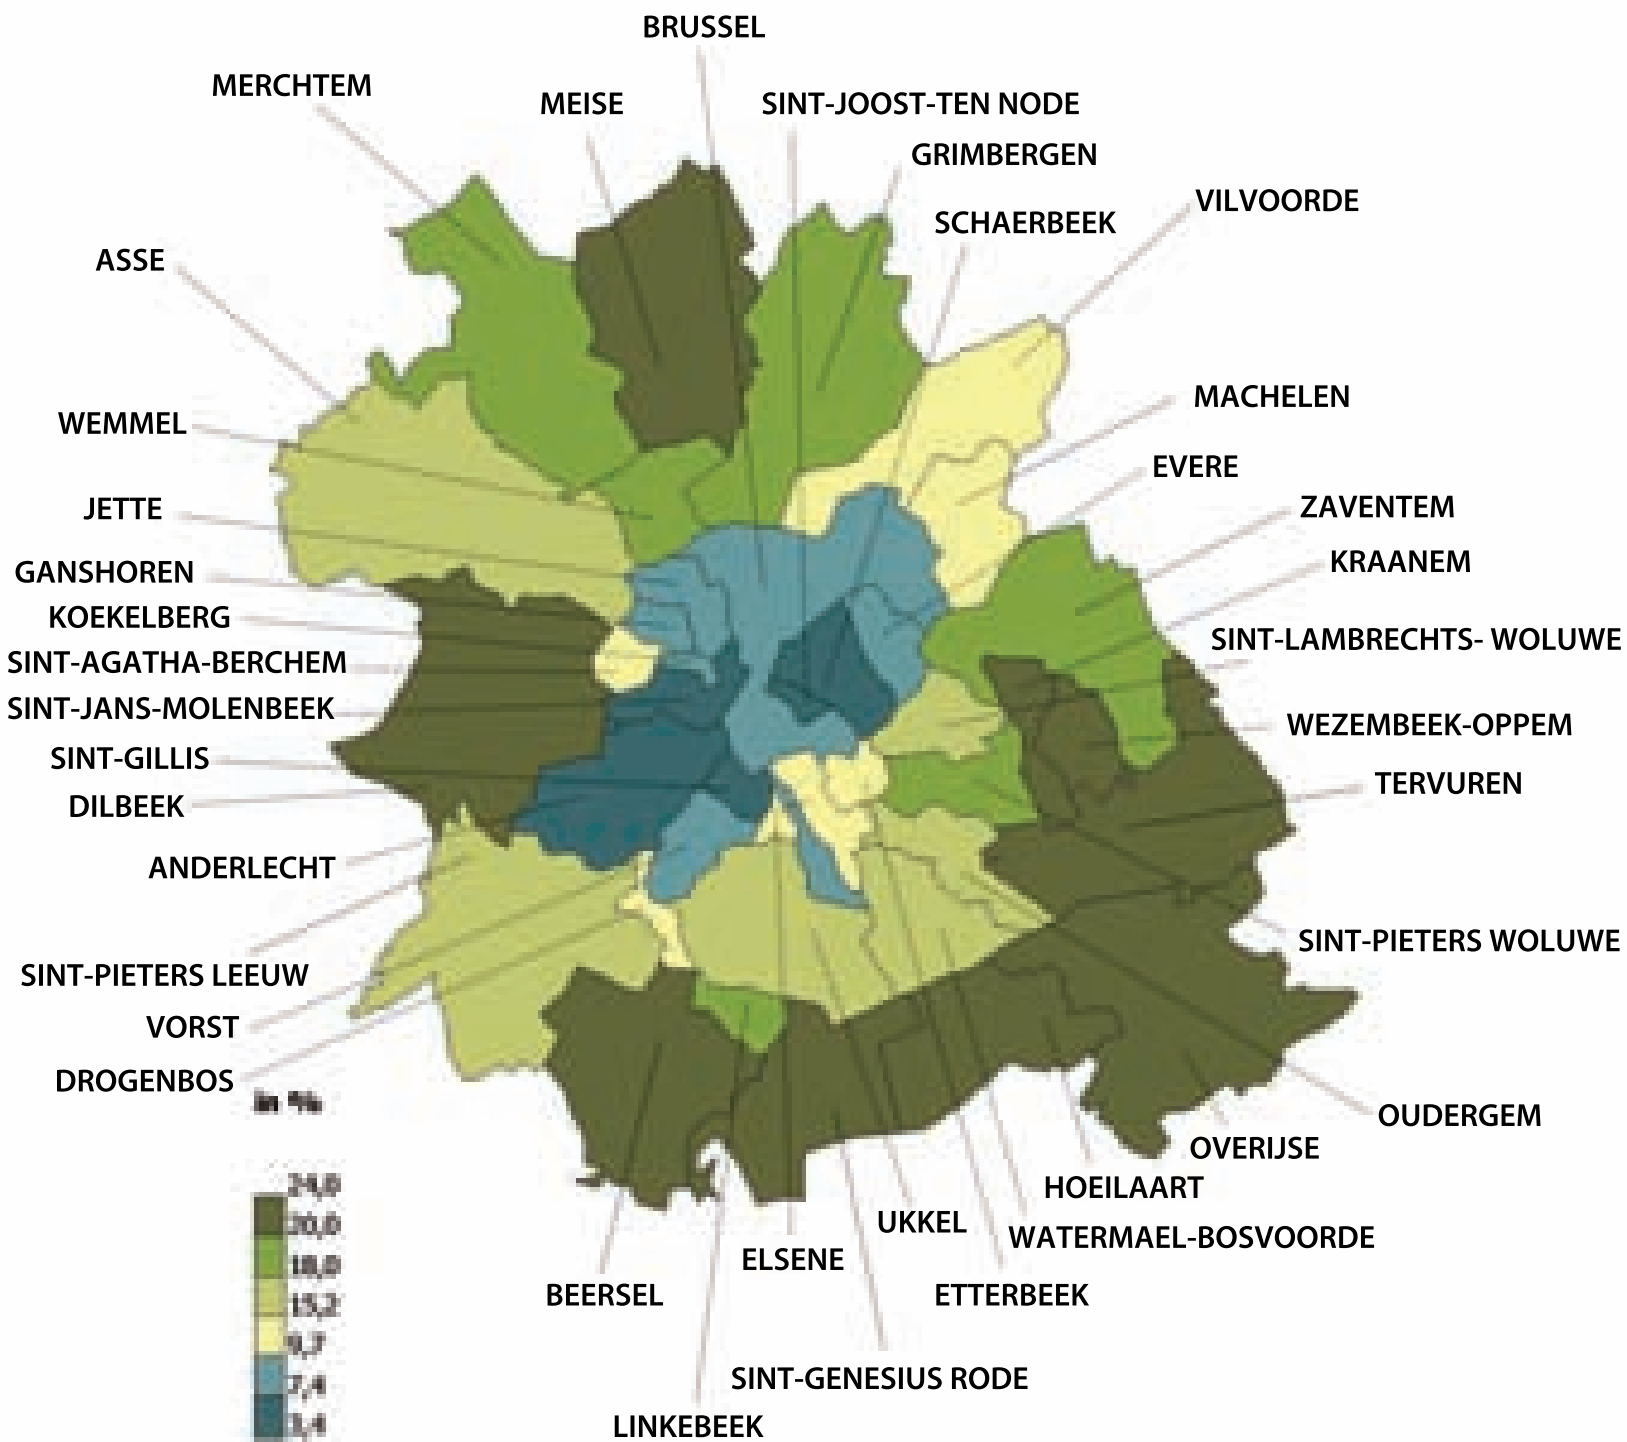 BRUSSEL
MERCHTEM
MEISE
SINT-JOOST-TEN NODE
GRIMBERGEN
VILVOORDE
SCHAERBEEK
ASSE
MACHELEN
WEMMEL
EVERE
JETTE
ZAVENTEM
KRAANEM
GANSHOREN
KOEKELBERG
SINT-LAMBRECHTS- WOLUWE
SINT-AGATHA-BERCHEM
SINT-JANS-MOLENBEEK
WEZEMBEEK-OPPEM
SINT-GILLIS
TERVUREN
DILBEEK
ANDERLECHT
SINT-PIETERS WOLUWE
SINT-PIETERS LEEUW
VORST
DROGENBOS
OUDERGEM
OVERIJSE
HOEILAART
UKKEL
WATERMAEL-BOSVOORDE
ELSENE
BEERSEL
ETTERBEEK
SINT-GENESIUS RODE
LINKEBEEK
in %
24,0
20,0
18,0
15,2
9,7
7,4
3,4